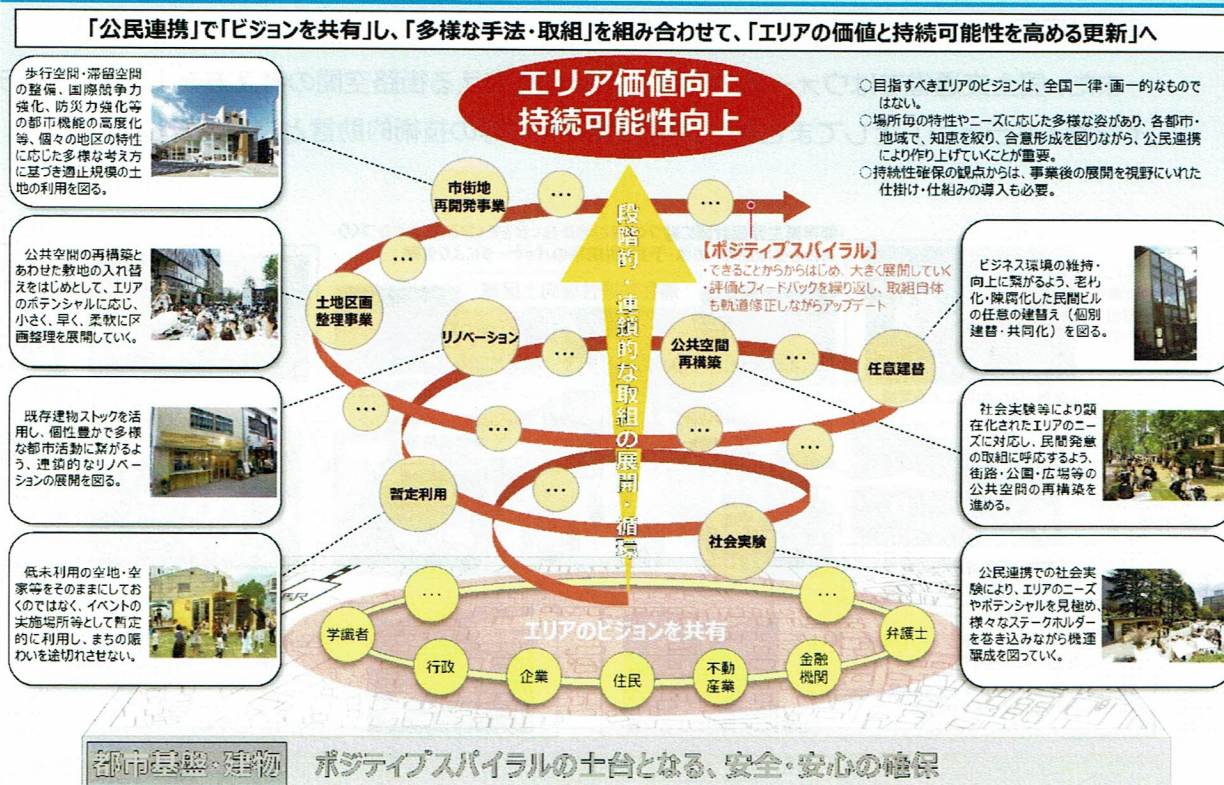 「公民連携」で「ビジョンを共有」し、「多様な手法・取組」を組み合わせて、「エリアの価値と持続可能性を高める更新」へ
歩行空間・滞留空間
の整備、国際競争力
強化、防災力強化等
の都市機能の高度化
等、個々の地区の特性
に応じた多様な考え方
に基づき適正規模の土
地の利用を図る。
公共空間の再構築と
あわせた敷地の入れ替
えをはじめとして、エリア
のポテンシャルに応じ、
小さく、早く、柔軟に区
画整理を展開していく。
既存建物ストックを活
用し、個性豊かで多様
な都市活動に繋がるよ
う、連鎖的なリノベー
ションの展開を図る。
低未利用の空地・空
家等をそのままにしてお
くのではなく、イベントの
実施場所等として暫定
的に利用し、まちの賑
わいを途切れさせない。
エリア価値向上
持続可能性向上
○目指すべきエリアのビジョンは、全国一律・画一的なもので
はない。
○場所毎の特性やニーズに応じた多様な姿があり、各都市・
地域で、知恵を絞り、合意形成を図りながら、公民連携
により作り上げていくことが重要。
○持続性確保の観点からは、事業後の展開を視野にいれた
仕掛け・仕組みの導入も必要。
市街地
再開発事業
…
…
…
【ポジティブスパイラル】
・できることからからはじめ、大きく展開していく
・評価とフィードバックを繰り返し、取組自体
も軌道修正しながらアップデート
土地区画
整理事業
リノベーション
…
公共空間
再構築
…
任意建替
…
…
…
…
暫定利用
…
社会実験
段階的・連鎖的な取組の展開・循環
ビジネス環境の維持・
向上に繋がるよう、老朽
化・陳腐化した民間ビル
の任意の建替え（個別
建替・共同化）を図る。
社会実験等により顕
在化されたエリアのニー
ズに対応し、民間発意
の取組に呼応するよう、
街路・公園・広場等の
公共空間の再構築を
進める。
公民連携での社会実
験により、エリアのニーズ
やポテンシャルを見極め、
様々なステークホルダー
を巻き込みながら機運
醸成を図っていく。
…
…
エリアのビジョンを共有
学識者
行政
企業
住民
不動
産業
金融
機関
弁護士
都市基盤・建物
ポジティブスパイラルの土台となる、安全・安心の確保